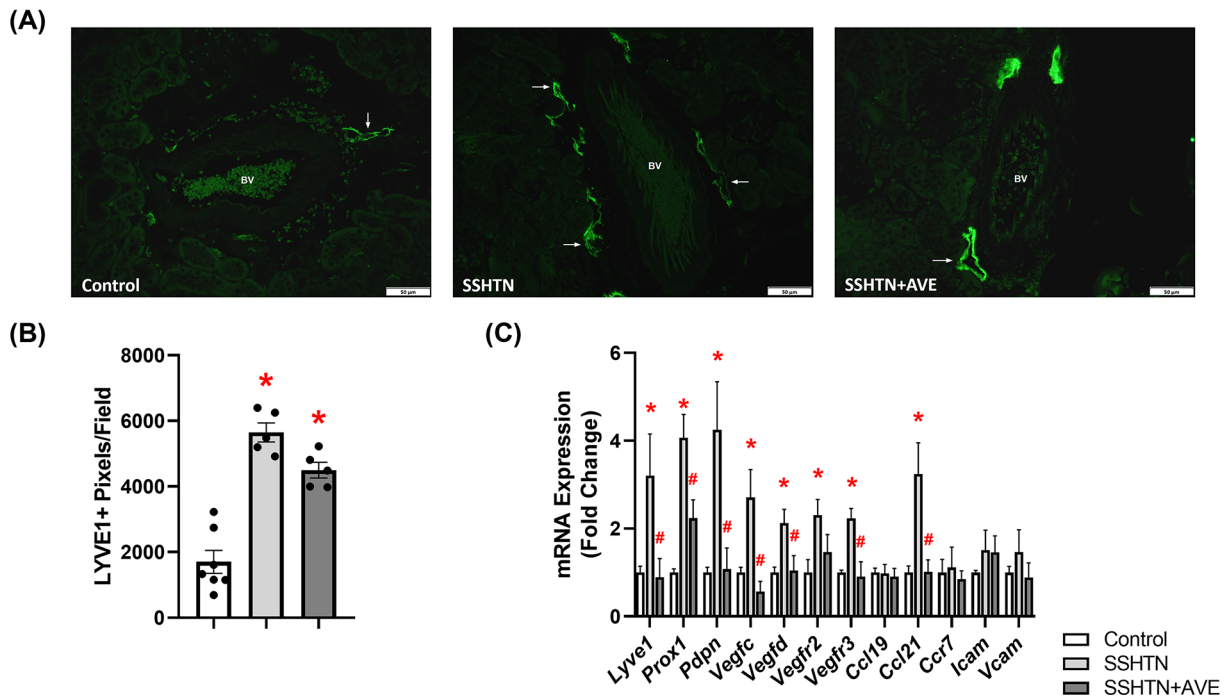 (A)
BV
Control
50 μm
BV
SSHTN
50 μm
BV
SSHTN+AVE
50 μm
(B)
LYVE1+ Pixels/Field
8000
6000
4000
2000
0
*
*
(C)
mRNA Expression
(Fold Change)
6
4
2
0
*
#
*
#
*
#
*
#
*
#
*
*
#
*
#
Lyve1
Prox1
Pdpn
Vegfc
Vegfd
Vegfr2
Vegfr3
Ccl19
Ccl21
Ccr7
Icam
Vcam
Control
SSHTN
SSHTN+AVE